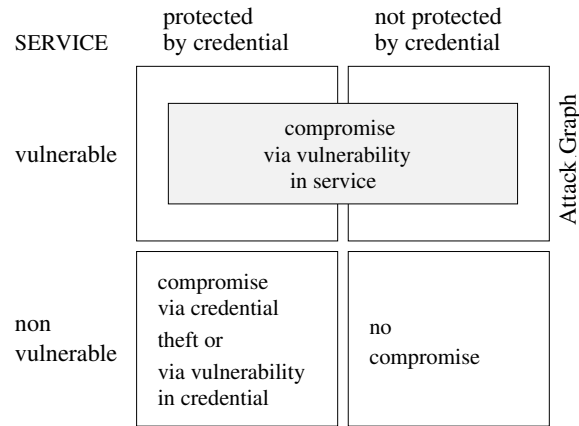 SERVICE
protected
by credential
not protected
by credential
vulnerable
compromise
via vulnerability
in service
Attack Graph
non
vulnerable
compromise
via credential
theft or
via vulnerability
in credential
no
compromise